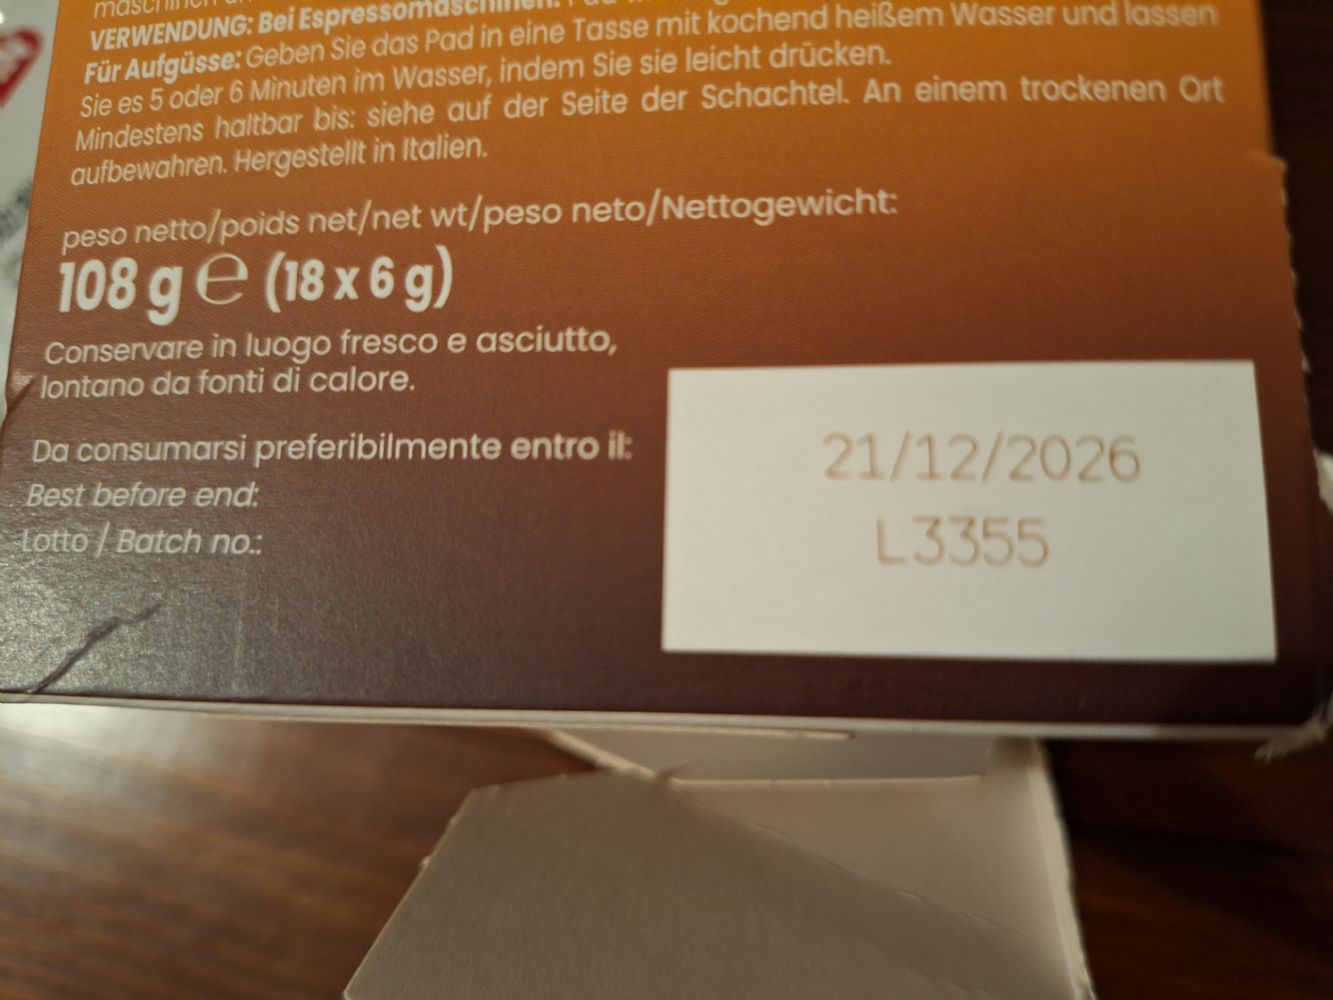 VERWENDUNG: Bei Espressomaschinen:
Für Aufgüsse: Geben Sie das Pad in eine Tasse mit kochend heißem Wasser und lassen
Sie es 5 oder 6 Minuten im Wasser, indem Sie sie leicht drücken.
Mindestens haltbar bis: siehe auf der Seite der Schachtel. An einem trockenen Ort
aufbewahren. Hergestellt in Italien.
peso netto/poids net/net wt/peso neto/Nettogewicht:
108 g ℮ (18 x 6 g)
Conservare in luogo fresco e asciutto,
lontano da fonti di calore.
Da consumarsi preferibilmente entro il:
Best before end:
Lotto / Batch no.:
21/12/2026
L3355